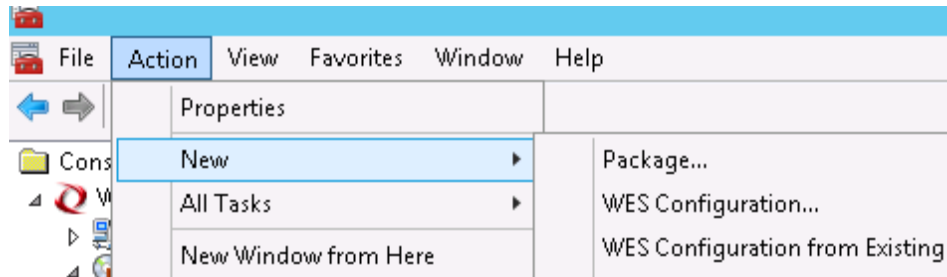 File Action View Favorites Window Help
Properties
Cons New Package...
All Tasks WES Configuration...
New Window from Here WES Configuration from Existing